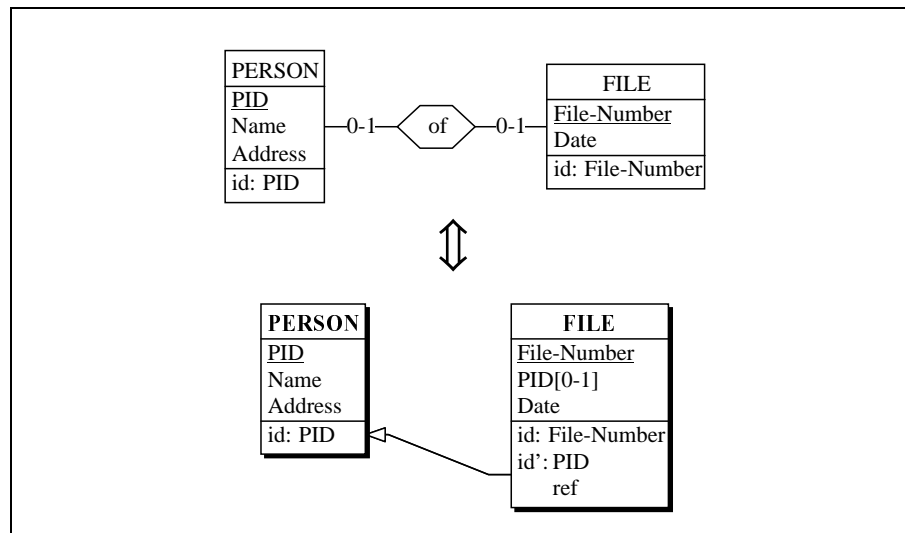 PERSON
PID
Name
Address
id: PID
0-1
of
0-1
FILE
File-Number
Date
id: File-Number
PERSON
PID
Name
Address
id: PID
FILE
File-Number
PID[0-1]
Date
id: File-Number
id’: PID
ref